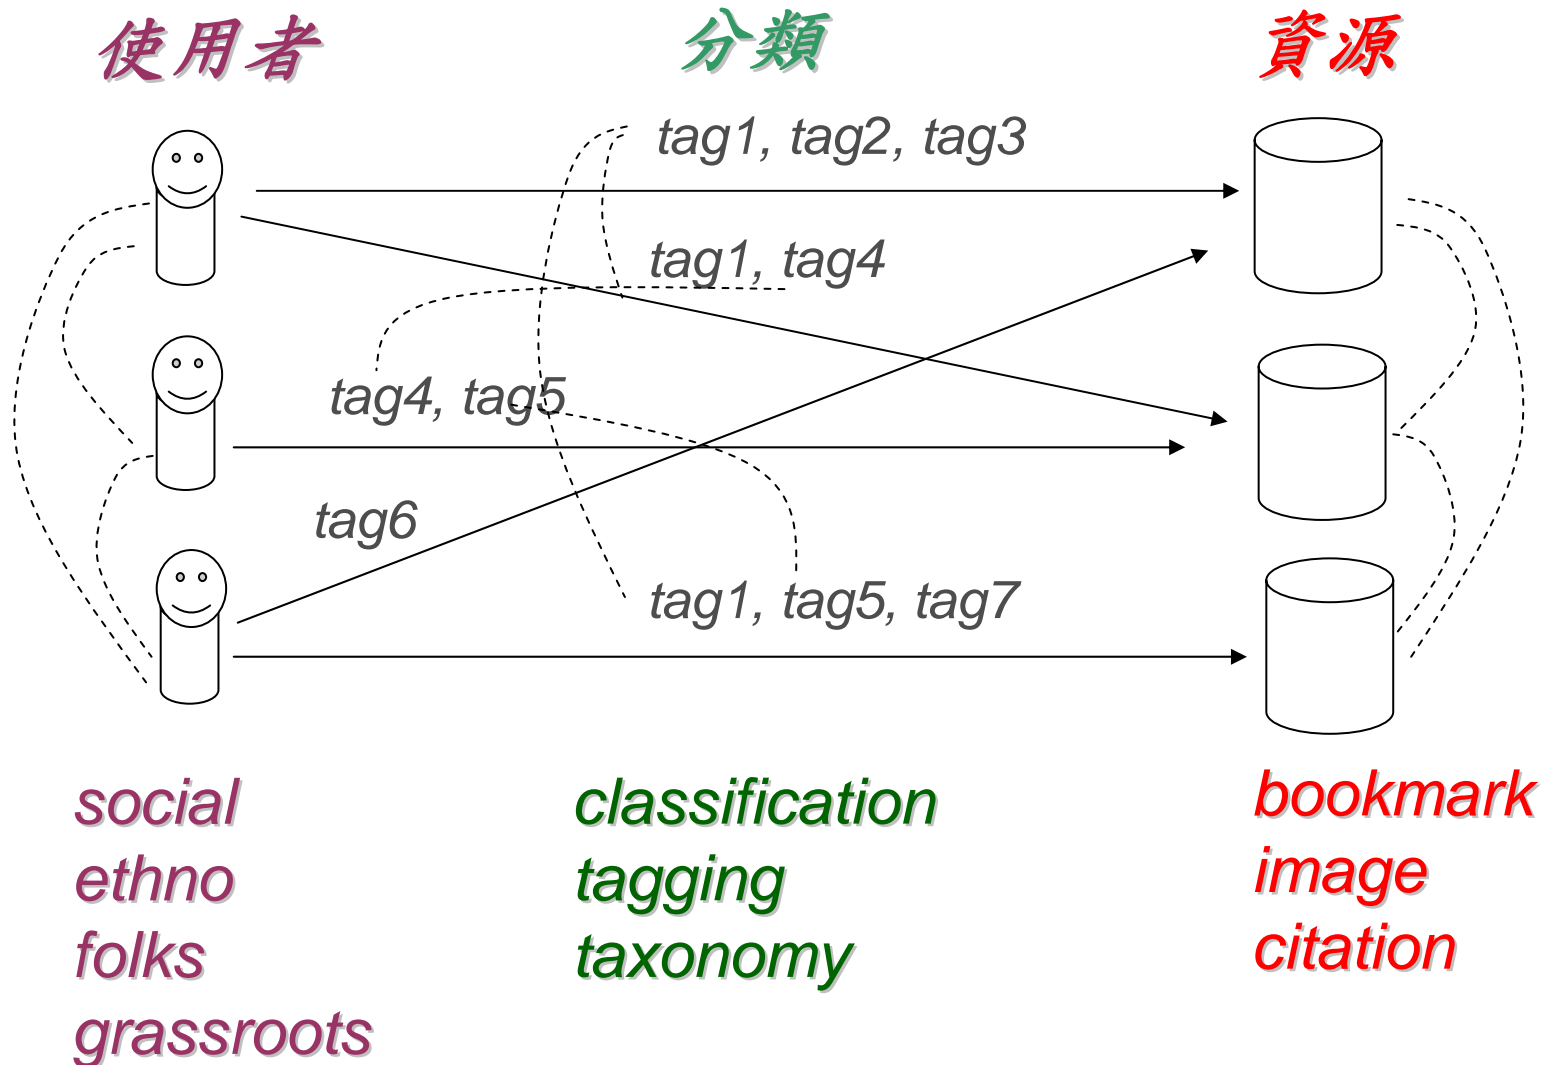 使用者
分類
資源
tag1, tag2, tag3
tag1, tag4
tag4, tag5
tag6
tag1, tag5, tag7
social
ethno
folks
grassroots
classification
tagging
taxonomy
bookmark
image
citation